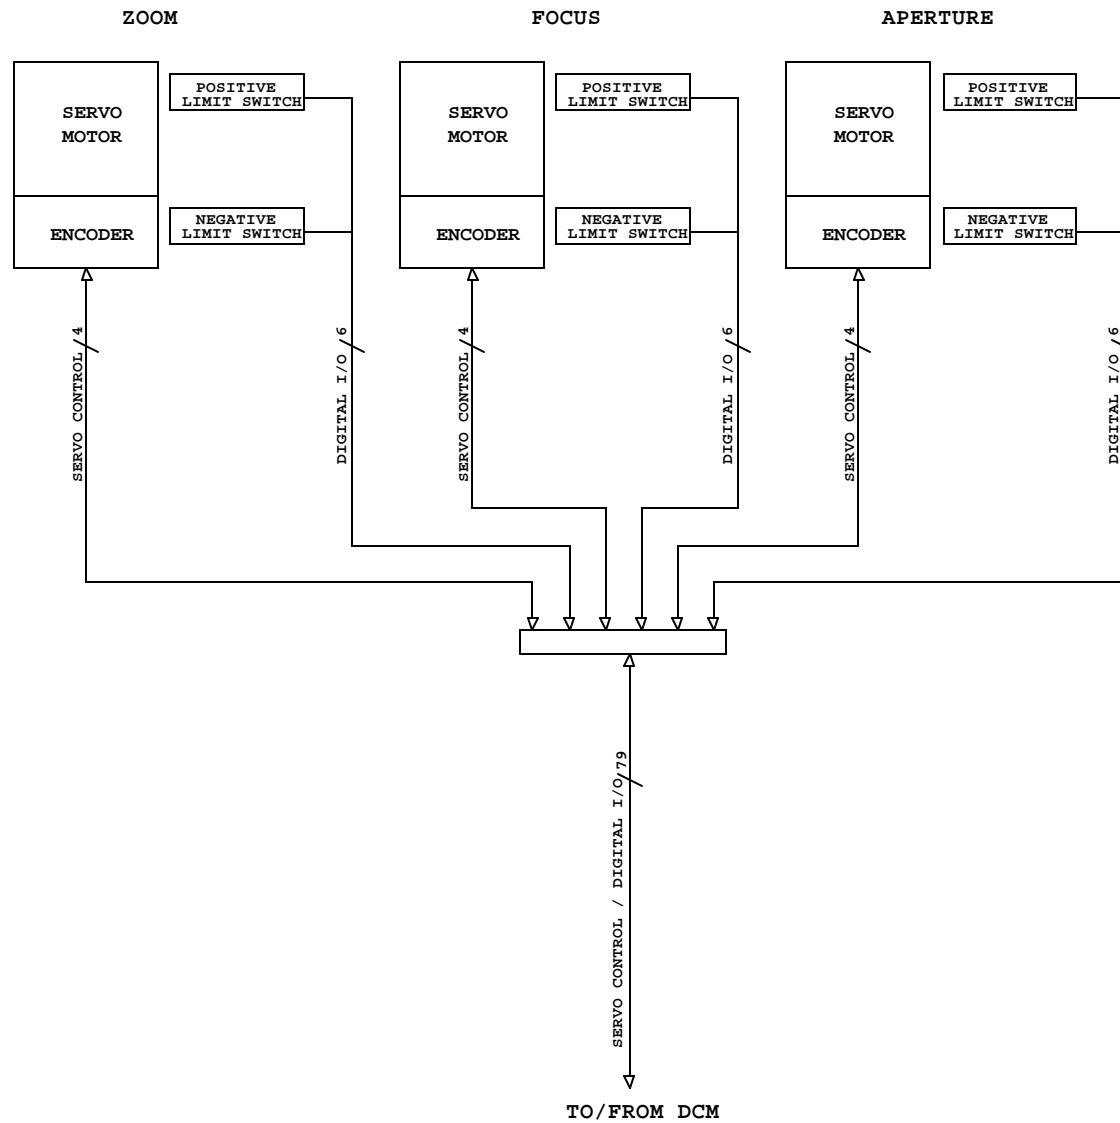 ZOOM
FOCUS
APERTURE
SERVO
MOTOR
ENCODER
POSITIVE
LIMIT SWITCH
NEGATIVE
LIMIT SWITCH
SERVO
MOTOR
ENCODER
POSITIVE
LIMIT SWITCH
NEGATIVE
LIMIT SWITCH
SERVO
MOTOR
ENCODER
POSITIVE
LIMIT SWITCH
NEGATIVE
LIMIT SWITCH
SERVO CONTROL 4
DIGITAL I/O 6
SERVO CONTROL 4
DIGITAL I/O 6
SERVO CONTROL 4
DIGITAL I/O 6
SERVO CONTROL / DIGITAL I/O 79
TO/FROM DCM